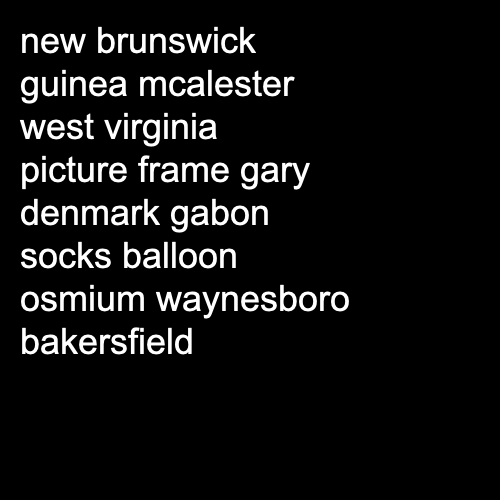 new brunswick
guinea mcalester
west virginia
picture frame gary
denmark gabon
socks balloon
osmium waynesboro
bakersfield